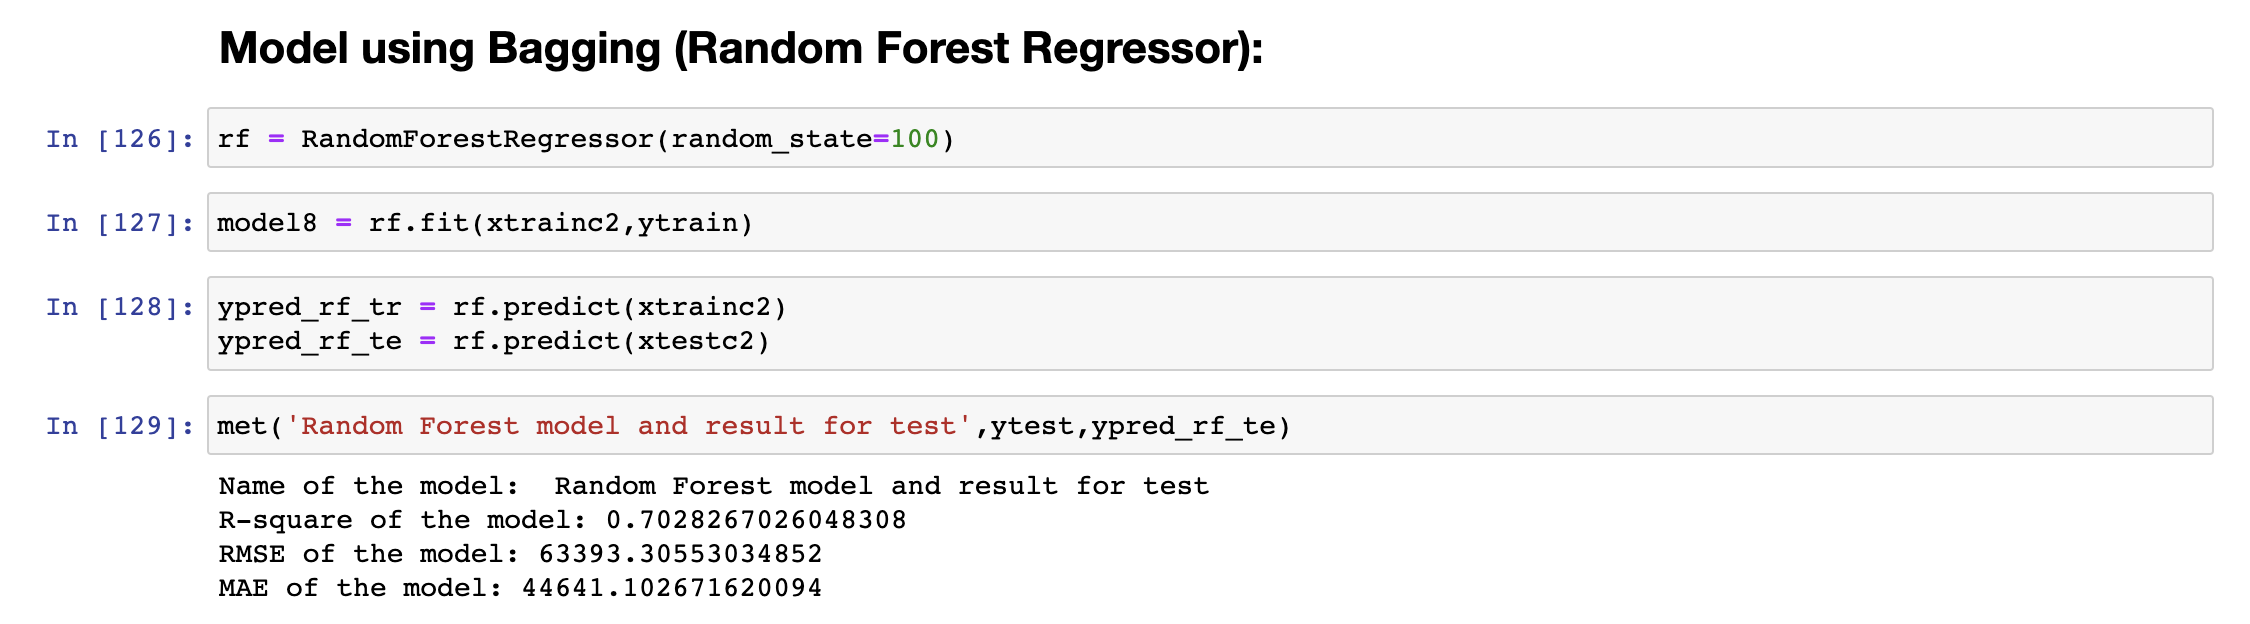 Model using Bagging (Random Forest Regressor):
In [126]: rf = RandomForestRegressor(random_state=100)
In [127]: model8 = rf.fit(xtrainc2,ytrain)
In [128]: ypred_rf_tr = rf.predict(xtrainc2)
ypred_rf_te = rf.predict(xtestc2)
In [129]: met('Random Forest model and result for test',ytest,ypred_rf_te)
Name of the model:  Random Forest model and result for test
R-square of the model: 0.7028267026048308
RMSE of the model: 63393.30553034852
MAE of the model: 44641.102671620094